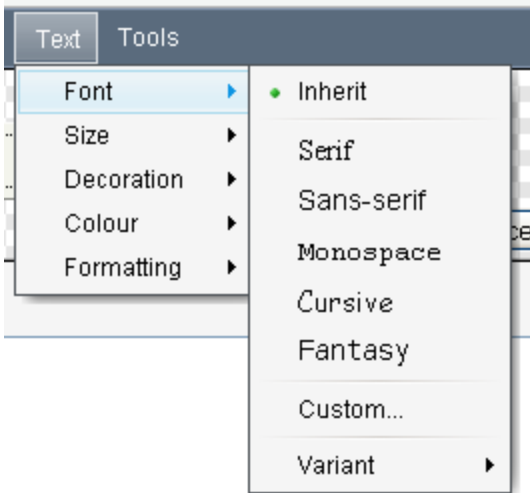 Text Tools
Font
Size
Decoration
Colour
Formatting
Inherit
Serif
Sans-serif
Monospace
Cursive
Fantasy
Custom...
Variant